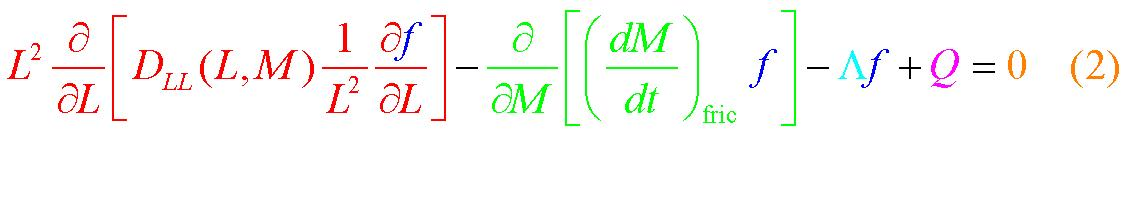 L² ∂/∂L [ D_LL(L,M) 1/L² ∂f/∂L ] − ∂/∂M [ (dM/dt)_fric f ] − Λf + Q = 0 (2)